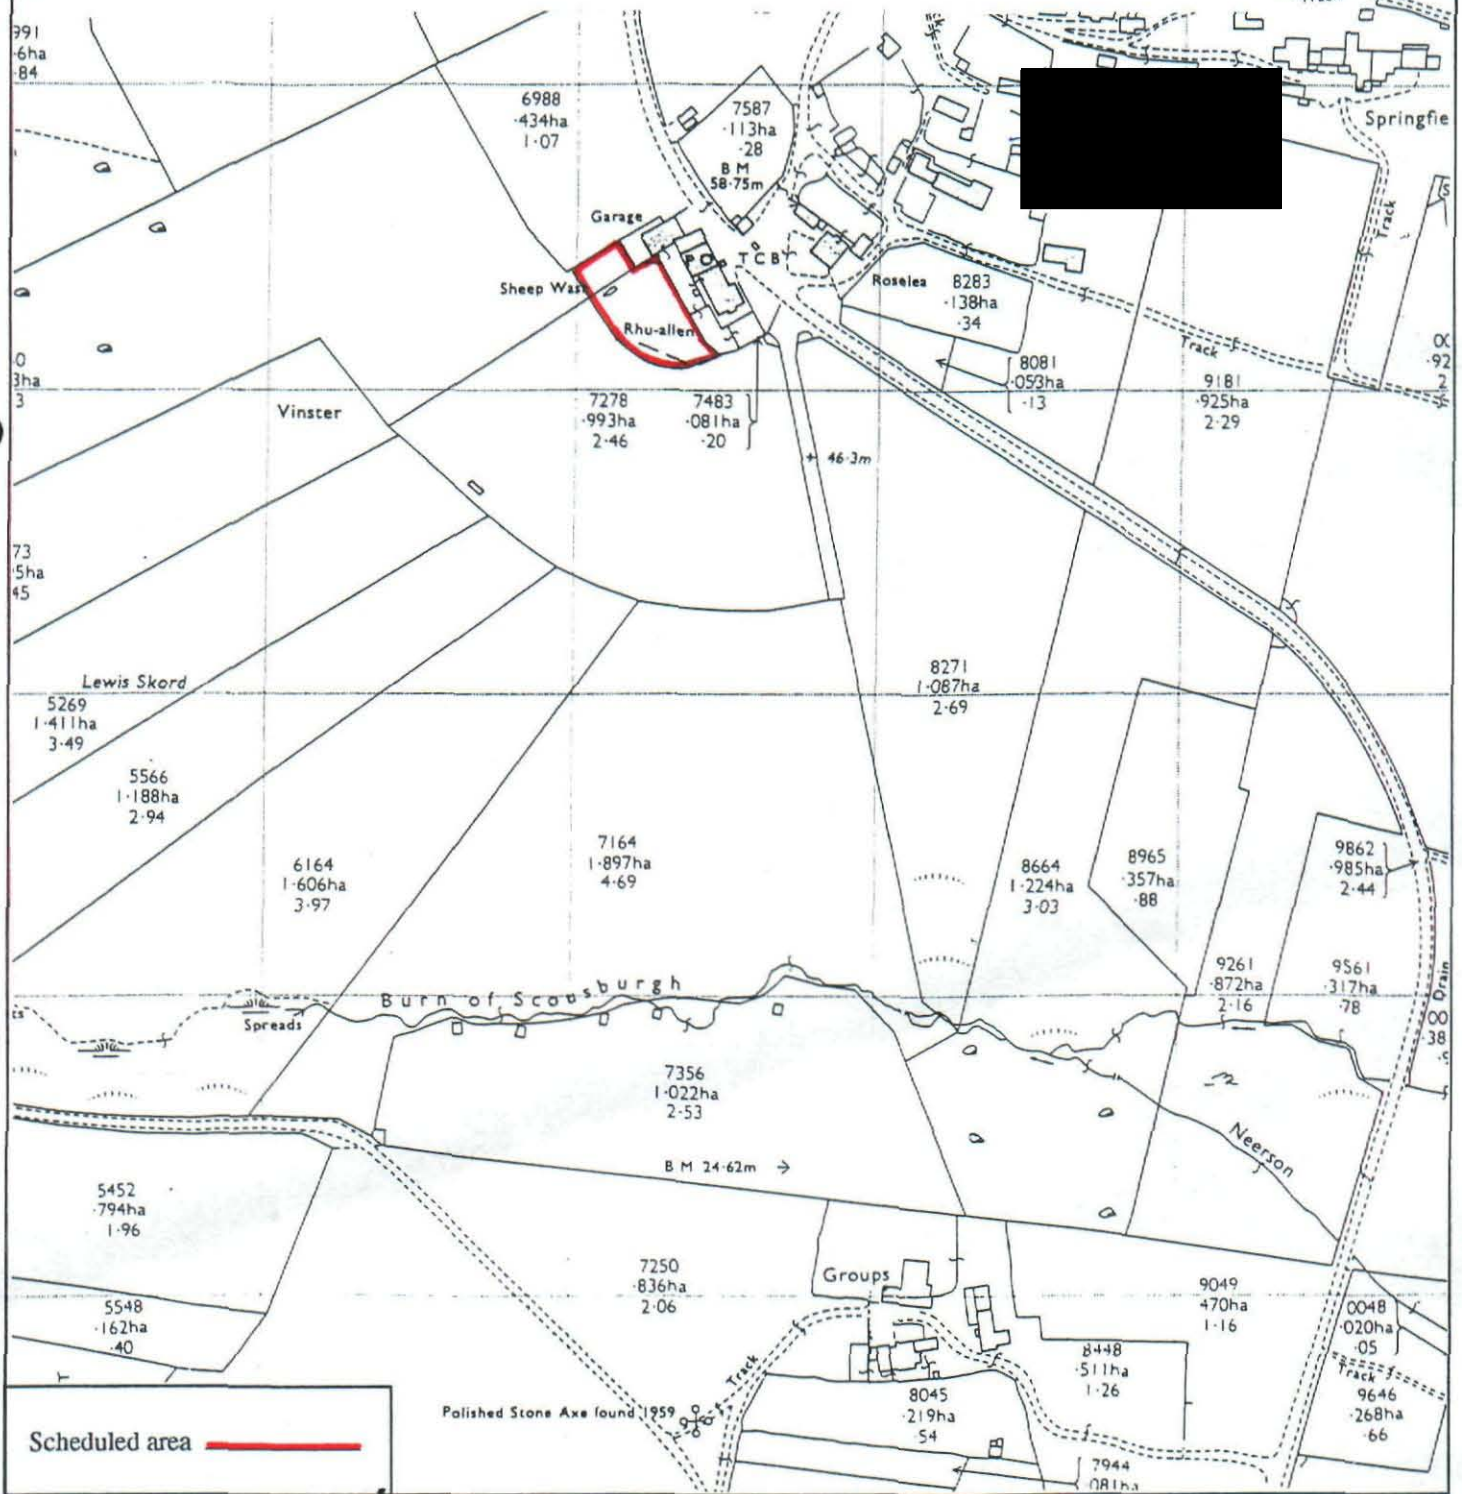 991
·6ha
·84
6988
·434ha
1·07
7587
·113ha
·28
B M
58·75m
Springfie
Track
Garage
P O
T C B
Sheep Was
Rhu-allen
Roselea
8283
·138ha
·34
Track
8081
·053ha
·13
9181
·925ha
2·29
Vinster
7278
·993ha
2·46
7483
·081ha
·20
46·3m
Lewis Skord
5269
1·411ha
3·49
5566
1·188ha
2·94
8271
1·087ha
2·69
6164
1·606ha
3·97
7164
1·897ha
4·69
8664
1·224ha
3·03
8965
·357ha
·88
9862
·985ha
2·44
9261
·872ha
2·16
9561
·317ha
·78
Drain
Burn of Scousburgh
Spreads
7356
1·022ha
2·53
Neerson
B M 24·62m
5452
·794ha
1·96
7250
·836ha
2·06
Groups
9049
470ha
1·16
0048
·020ha
·05
5548
·162ha
·40
Track
8448
·511ha
1·26
Track
9646
·268ha
·66
8045
·219ha
·54
Polished Stone Axe found 1959
7944
·081ha
Scheduled area